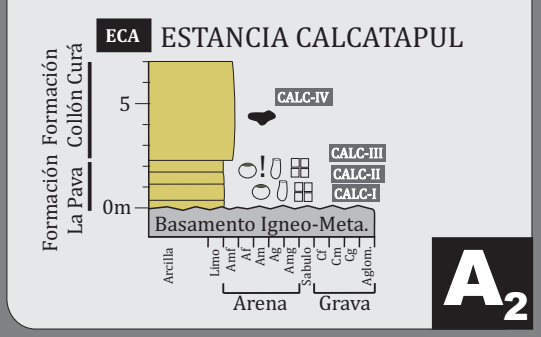 ECA ESTANCIA CALCATAPUL
Formación Formación
La Pava Collón Curá
5
0m
CALC-IV
!
CALC-III
CALC-II
CALC-I
Basamento Igneo-Meta.
Arcilla
Limo
Amf
Af
Am
Ag
Amg
Sabulo
Cf
Cm
Cg
Aglom.
Arena Grava
A2